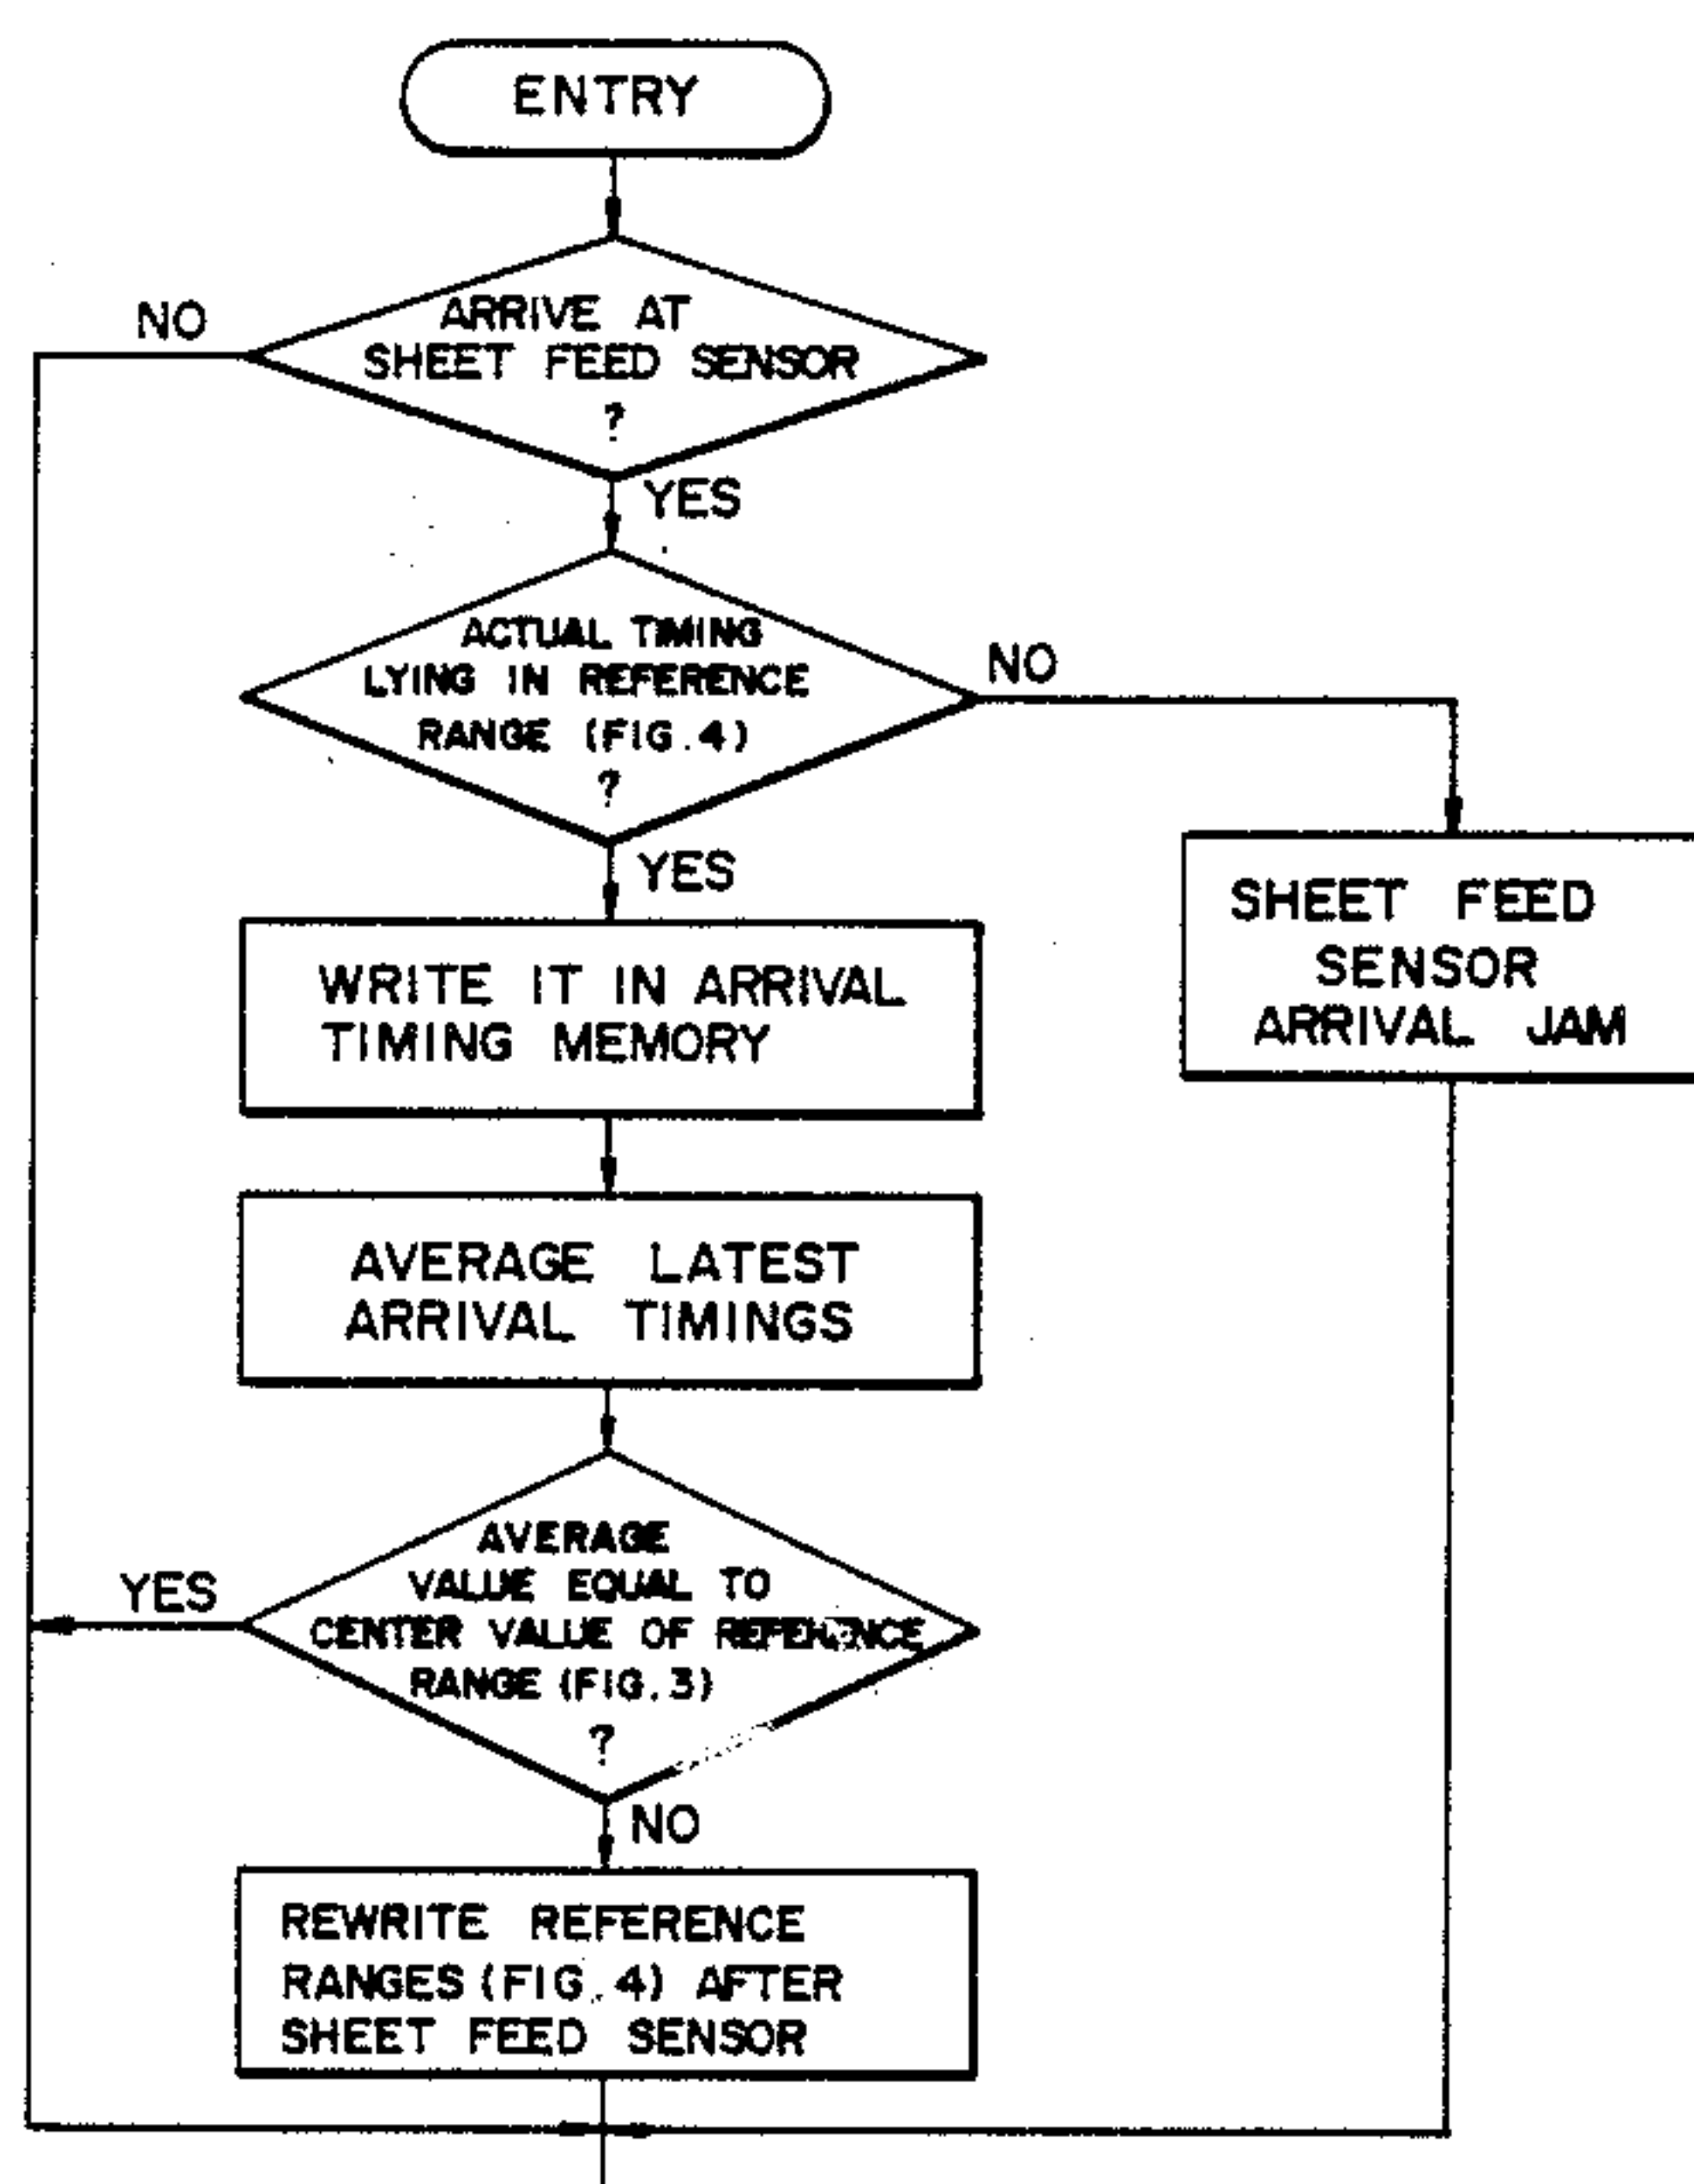 ENTRY
NO
ARRIVE AT
SHEET FEED SENSOR
?
YES
ACTUAL TIMING
LYING IN REFERENCE
RANGE (FIG.4)
?
NO
YES
WRITE IT IN ARRIVAL
TIMING MEMORY
SHEET FEED
SENSOR
ARRIVAL JAM
AVERAGE LATEST
ARRIVAL TIMINGS
AVERAGE
VALUE EQUAL TO
CENTER VALUE OF REFERENCE
RANGE (FIG.3)
?
YES
NO
REWRITE REFERENCE
RANGES (FIG.4) AFTER
SHEET FEED SENSOR